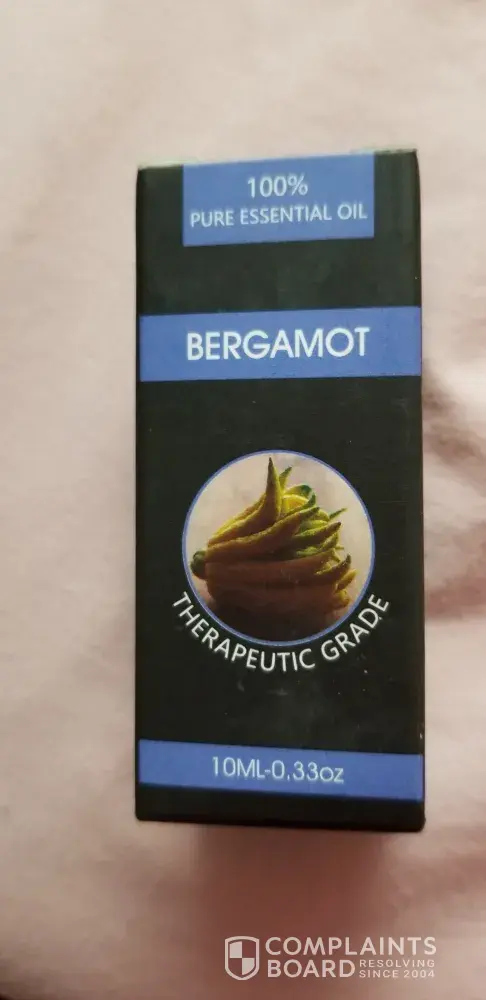 100%
PURE ESSENTIAL OIL
BERGAMOT
THERAPEUTIC GRADE
10ML-0.33oz
COMPLAINTS
BOARD RESOLVING
SINCE 2004